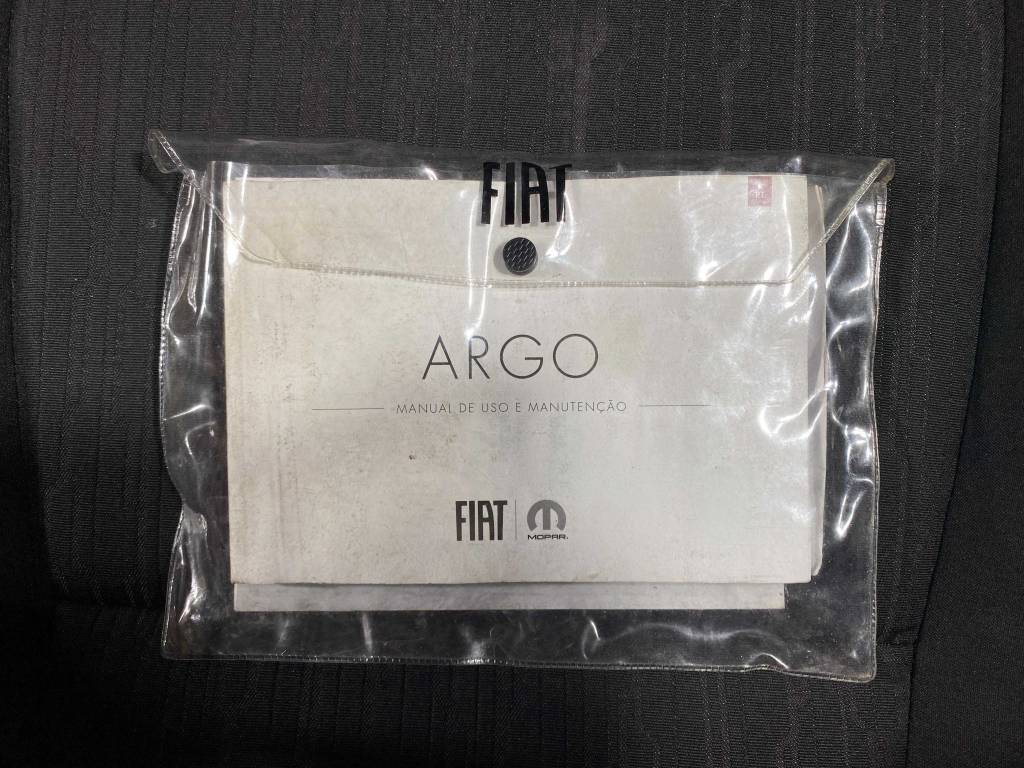 FIAT
ARGO
MANUAL DE USO E MANUTENÇÃO
FIAT MOPAR.